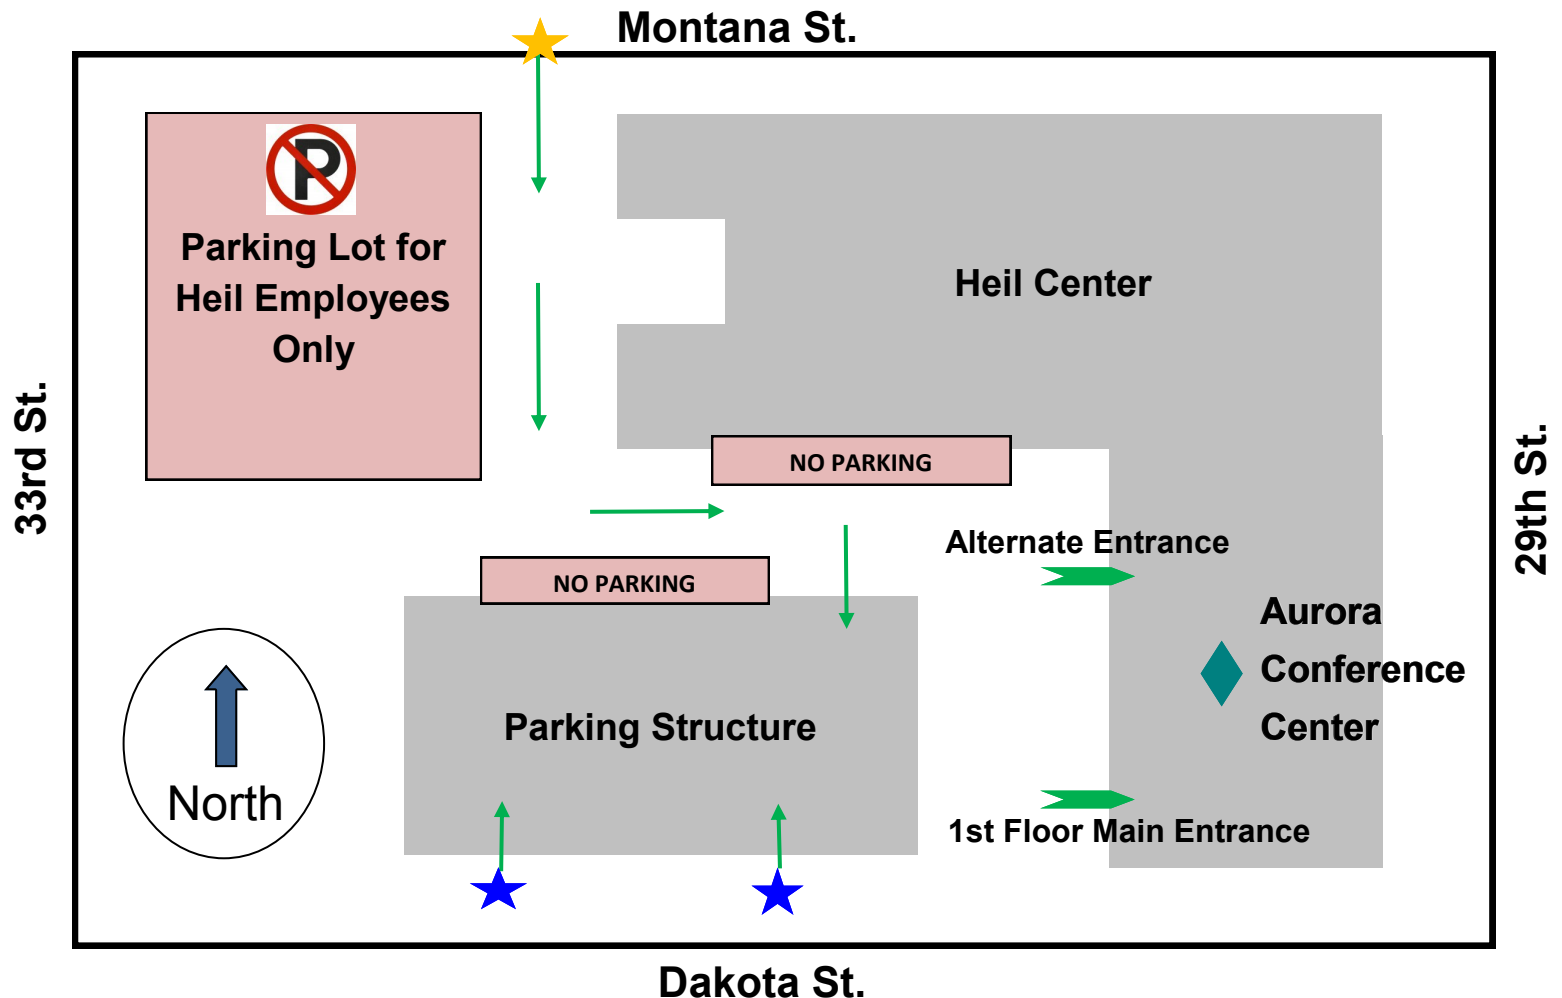 Montana St.
P
Parking Lot for
Heil Employees
Only
Heil Center
33rd St.
29th St.
NO PARKING
Alternate Entrance
NO PARKING
Aurora
Conference
Center
Parking Structure
North
1st Floor Main Entrance
Dakota St.